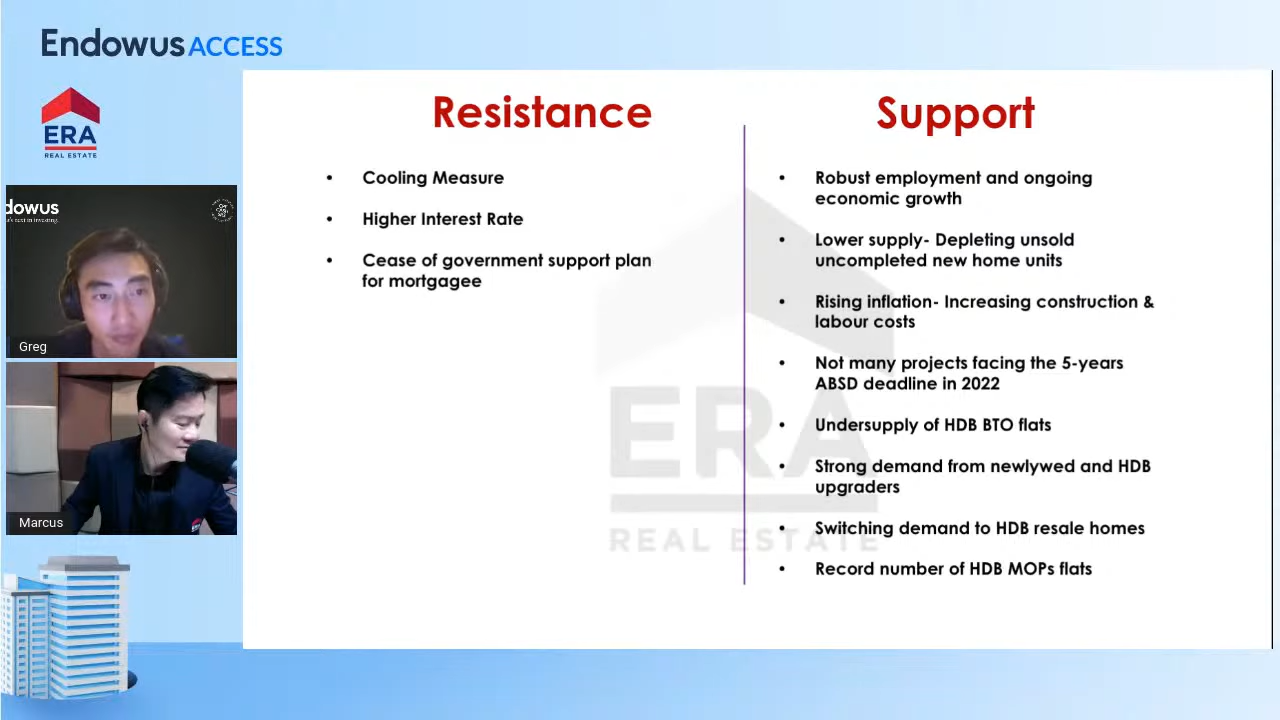 Endowus ACCESS
ERA
REAL ESTATE
dowus
Greg
Marcus
Resistance
• Cooling Measure
• Higher Interest Rate
• Cease of government support plan
for mortgagee
Support
• Robust employment and ongoing
economic growth
• Lower supply- Depleting unsold
uncompleted new home units
• Rising inflation- Increasing construction &
labour costs
• Not many projects facing the 5-years
ABSD deadline in 2022
• Undersupply of HDB BTO flats
• Strong demand from newlywed and HDB
upgraders
• Switching demand to HDB resale homes
• Record number of HDB MOPs flats
ERA
REAL ESTATE